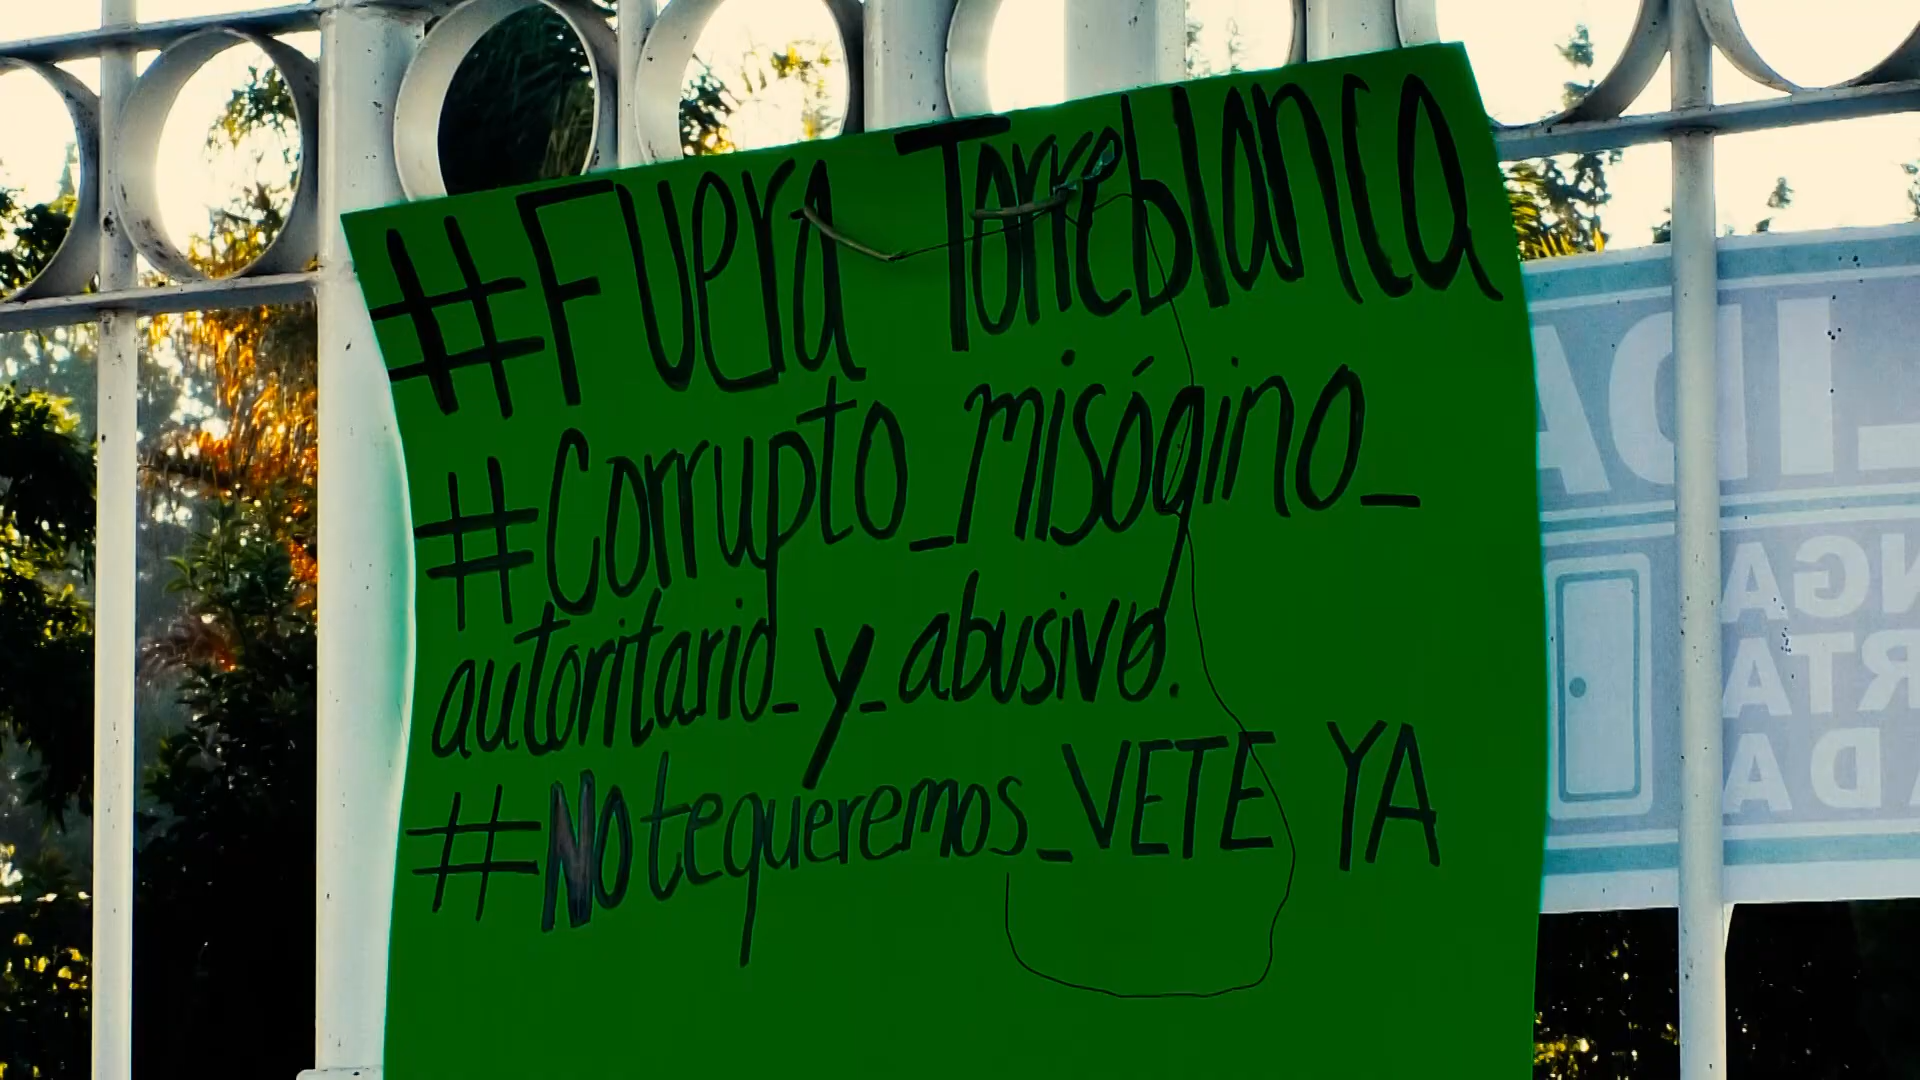 #Fuera Torreblanca
#Corrupto_misógino_
autoritario_y_abusivo.
#Notequeremos_VETE YA